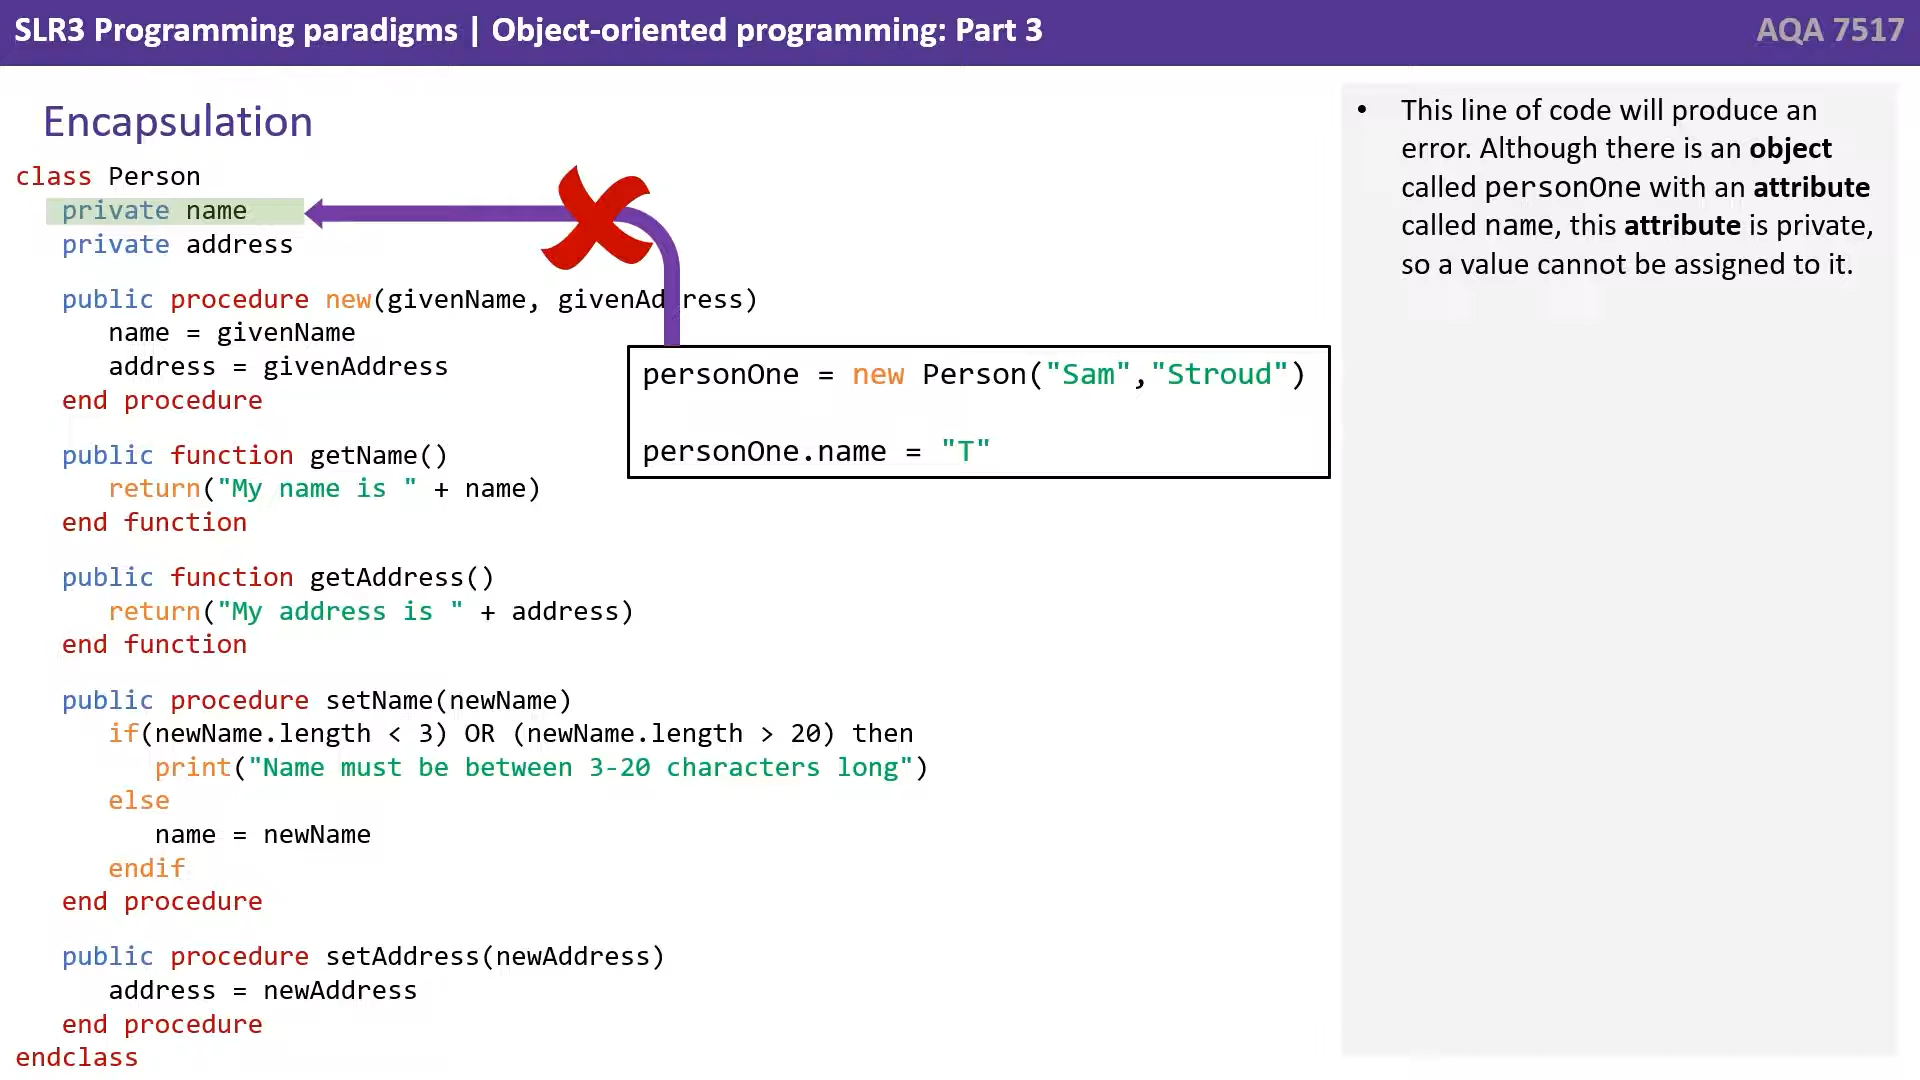 SLR3 Programming paradigms | Object-oriented programming: Part 3
AQA 7517
Encapsulation
class Person
private name
private address
public procedure new(givenName, givenAddress)
name = givenName
address = givenAddress
end procedure
public function getName()
return("My name is " + name)
end function
public function getAddress()
return("My address is " + address)
end function
public procedure setName(newName)
if(newName.length < 3) OR (newName.length > 20) then
print("Name must be between 3-20 characters long")
else
name = newName
endif
end procedure
public procedure setAddress(newAddress)
address = newAddress
end procedure
endclass
personOne = new Person("Sam","Stroud")
personOne.name = "T"
• This line of code will produce an
error. Although there is an object
called personOne with an attribute
called name, this attribute is private,
so a value cannot be assigned to it.